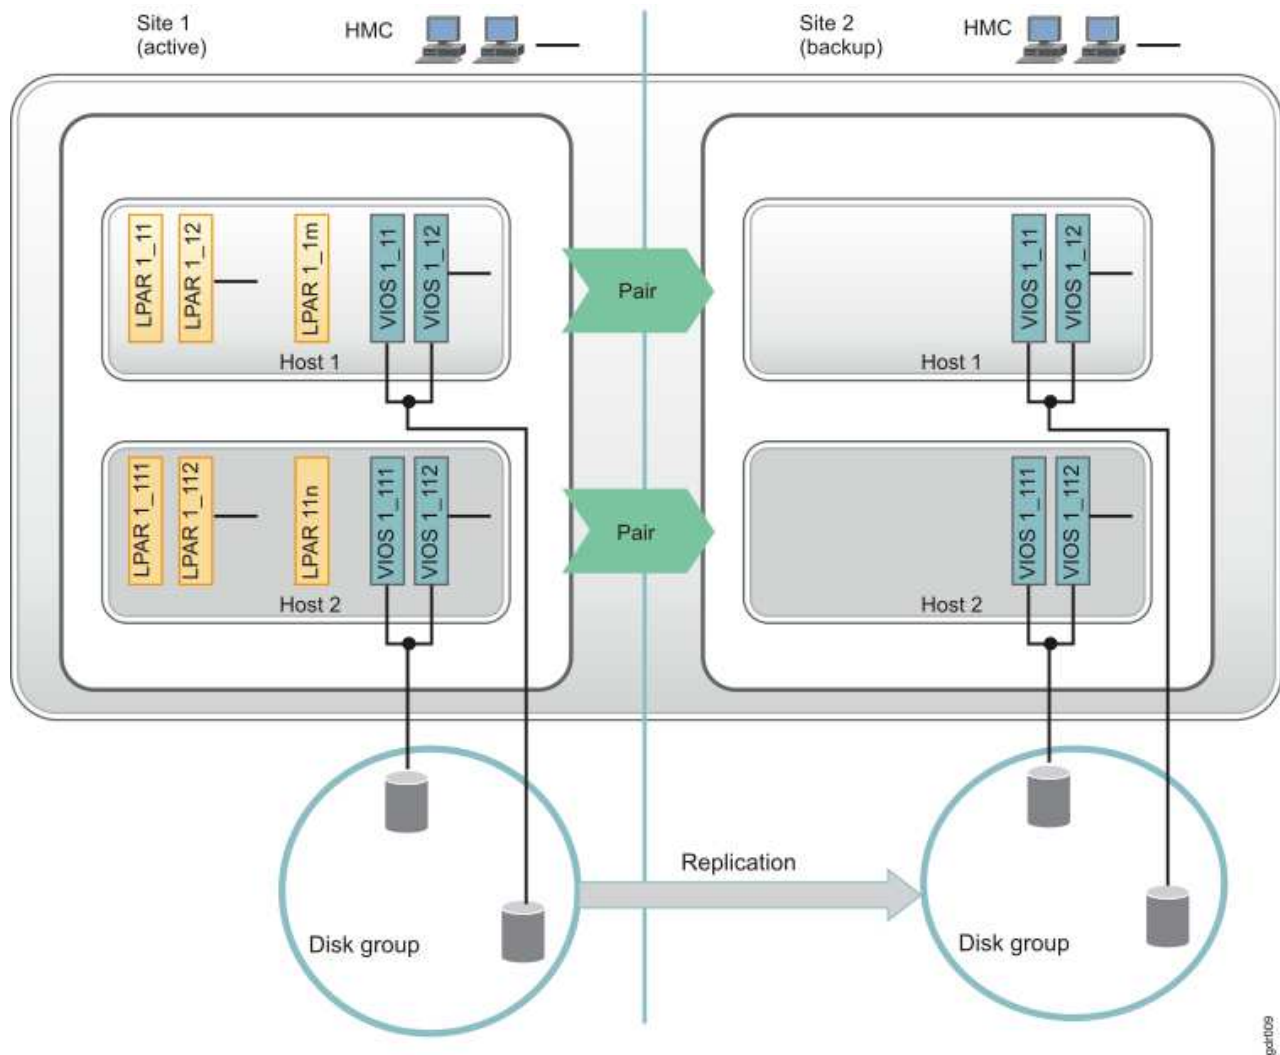 Site 1
(active)
HMC
Site 2
(backup)
HMC
LPAR 1_11
LPAR 1_12
LPAR 1_1m
VIOS 1_11
VIOS 1_12
Host 1
Pair
VIOS 1_11
VIOS 1_12
Host 1
LPAR 1_111
LPAR 1_112
LPAR 11n
VIOS 1_111
VIOS 1_112
Host 2
Pair
VIOS 1_111
VIOS 1_112
Host 2
Replication
Disk group
Disk group
gdr009